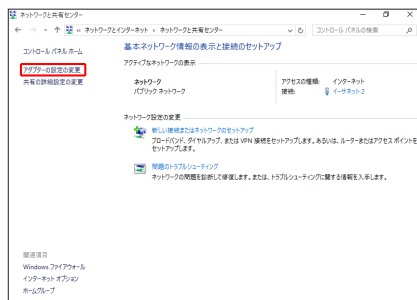 ネットワークと共有センター
« ネットワークとインターネット › ネットワークと共有センター
コントロール パネルの検索
コントロール パネル ホーム
アダプターの設定の変更
共有の詳細設定の変更
基本ネットワーク情報の表示と接続のセットアップ
アクティブなネットワークの表示
ネットワーク
パブリック ネットワーク
アクセスの種類: インターネット
接続: イーサネット 2
ネットワーク設定の変更
新しい接続またはネットワークのセットアップ
ブロードバンド、ダイヤルアップ、または VPN 接続をセットアップします。あるいは、ルーターまたはアクセス ポイントを
セットアップします。
問題のトラブルシューティング
ネットワークの問題を診断して修復します。または、トラブルシューティングに関する情報を入手します。
関連項目
Windows ファイアウォール
インターネット オプション
ホームグループ